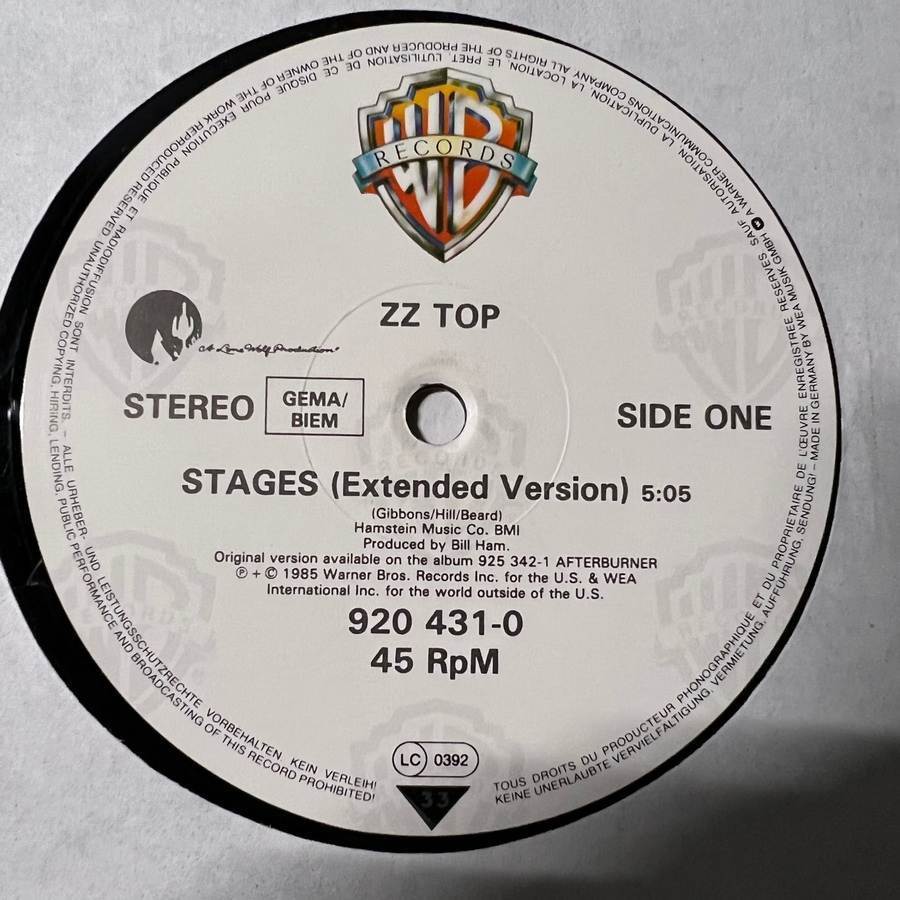 WB
RECORDS
ZZ TOP
A Lone Wolf Production
STEREO
GEMA/
BIEM
SIDE ONE
STAGES (Extended Version) 5:05
(Gibbons/Hill/Beard)
Hamstein Music Co. BMI
Produced by Bill Ham.
Original version available on the album 925 342-1 AFTERBURNER
℗ + © 1985 Warner Bros. Records Inc. for the U.S. & WEA
International Inc. for the world outside of the U.S.
920 431-0
45 RpM
LC 0392
33
TOUS DROITS DU PRODUCTEUR PHONOGRAPHIQUE ET DU PROPRIETAIRE DE L'ŒUVRE ENREGISTREE RESERVES SAUF AUTORISATION, LA DUPLICATION, LA LOCATION, LE PRET, L'UTILISATION DE CE DISQUE POUR EXECUTION PUBLIQUE ET RADIODIFFUSION SONT INTERDITS. – ALLE URHEBER- UND LEISTUNGSSCHUTZRECHTE VORBEHALTEN. KEIN VERLEIH!
KEINE UNERLAUBTE VERVIELFÄLTIGUNG, VERMIETUNG, AUFFÜHRUNG, SENDUNG! – MADE IN GERMANY BY WEA MUSIK GMBH A WARNER COMMUNICATIONS COMPANY. ALL RIGHTS OF THE PRODUCER AND OF THE OWNER OF THE WORK REPRODUCED RESERVED. UNAUTHORIZED COPYING, HIRING, LENDING, PUBLIC PERFORMANCE AND BROADCASTING OF THIS RECORD PROHIBITED!